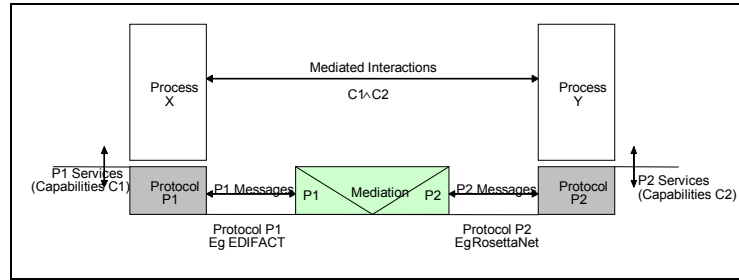 Process
X
Mediated Interactions
C1∧C2
Process
Y
P1 Services
(Capabilities C1)
Protocol
P1
P1 Messages
P1
Mediation
P2
P2 Messages
Protocol
P2
P2 Services
(Capabilities C2)
Protocol P1
Eg EDIFACT
Protocol P2
EgRosettaNet